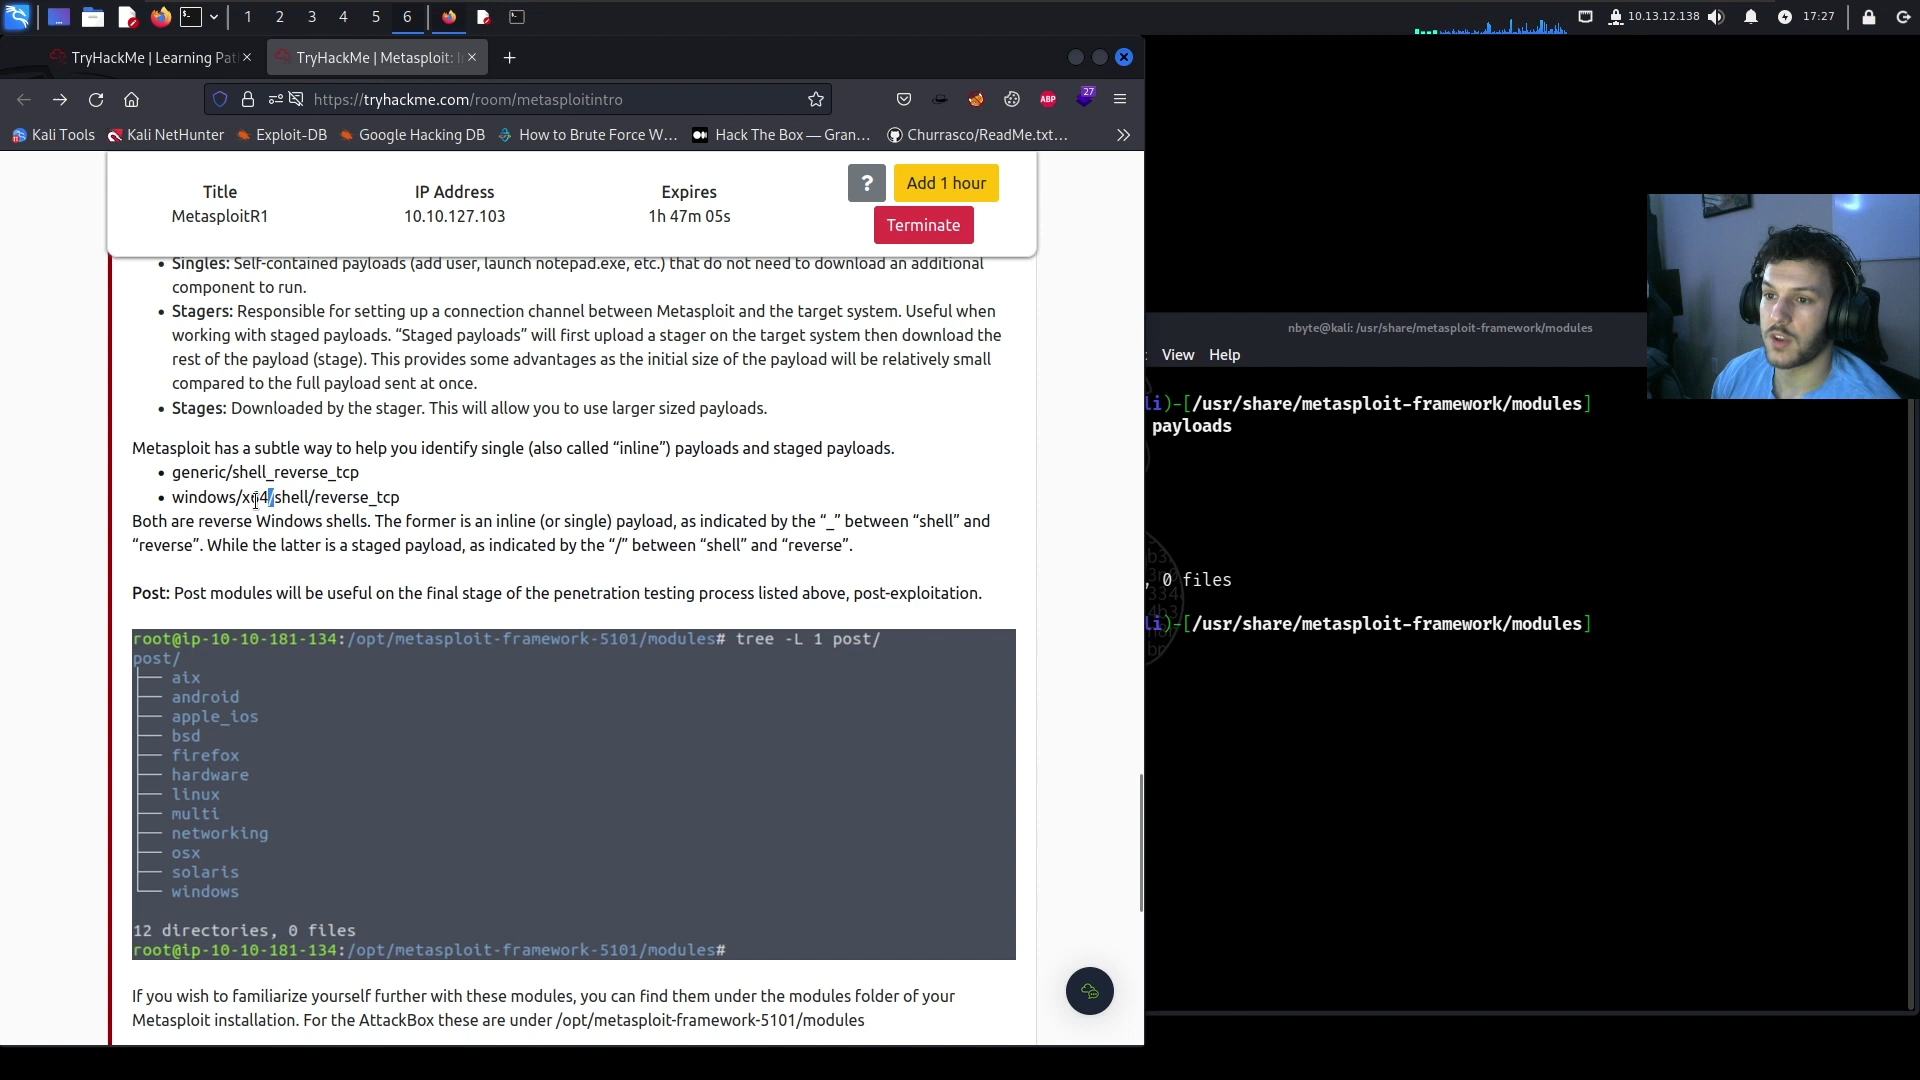 1 2 3 4 5 6
10.13.12.138
17:27
TryHackMe | Learning Pat
TryHackMe | Metasploit: I
https://tryhackme.com/room/metasploitintro
ABP
27
Kali Tools
Kali NetHunter
Exploit-DB
Google Hacking DB
How to Brute Force W...
Hack The Box — Gran...
Churrasco/ReadMe.txt...
Title
IP Address
Expires
MetasploitR1
10.10.127.103
1h 47m 05s
?
Add 1 hour
Terminate
• Singles: Self-contained payloads (add user, launch notepad.exe, etc.) that do not need to download an additional
component to run.
• Stagers: Responsible for setting up a connection channel between Metasploit and the target system. Useful when
working with staged payloads. “Staged payloads” will first upload a stager on the target system then download the
rest of the payload (stage). This provides some advantages as the initial size of the payload will be relatively small
compared to the full payload sent at once.
• Stages: Downloaded by the stager. This will allow you to use larger sized payloads.
Metasploit has a subtle way to help you identify single (also called “inline”) payloads and staged payloads.
• generic/shell_reverse_tcp
• windows/x64/shell/reverse_tcp
Both are reverse Windows shells. The former is an inline (or single) payload, as indicated by the “_” between “shell” and
“reverse”. While the latter is a staged payload, as indicated by the “/” between “shell” and “reverse”.
Post: Post modules will be useful on the final stage of the penetration testing process listed above, post-exploitation.
root@ip-10-10-181-134:/opt/metasploit-framework-5101/modules# tree -L 1 post/
post/
├── aix
├── android
├── apple_ios
├── bsd
├── firefox
├── hardware
├── linux
├── multi
├── networking
├── osx
├── solaris
└── windows
12 directories, 0 files
root@ip-10-10-181-134:/opt/metasploit-framework-5101/modules#
If you wish to familiarize yourself further with these modules, you can find them under the modules folder of your
Metasploit installation. For the AttackBox these are under /opt/metasploit-framework-5101/modules
nbyte@kali: /usr/share/metasploit-framework/modules
View Help
li)-[/usr/share/metasploit-framework/modules]
payloads
, 0 files
li)-[/usr/share/metasploit-framework/modules]